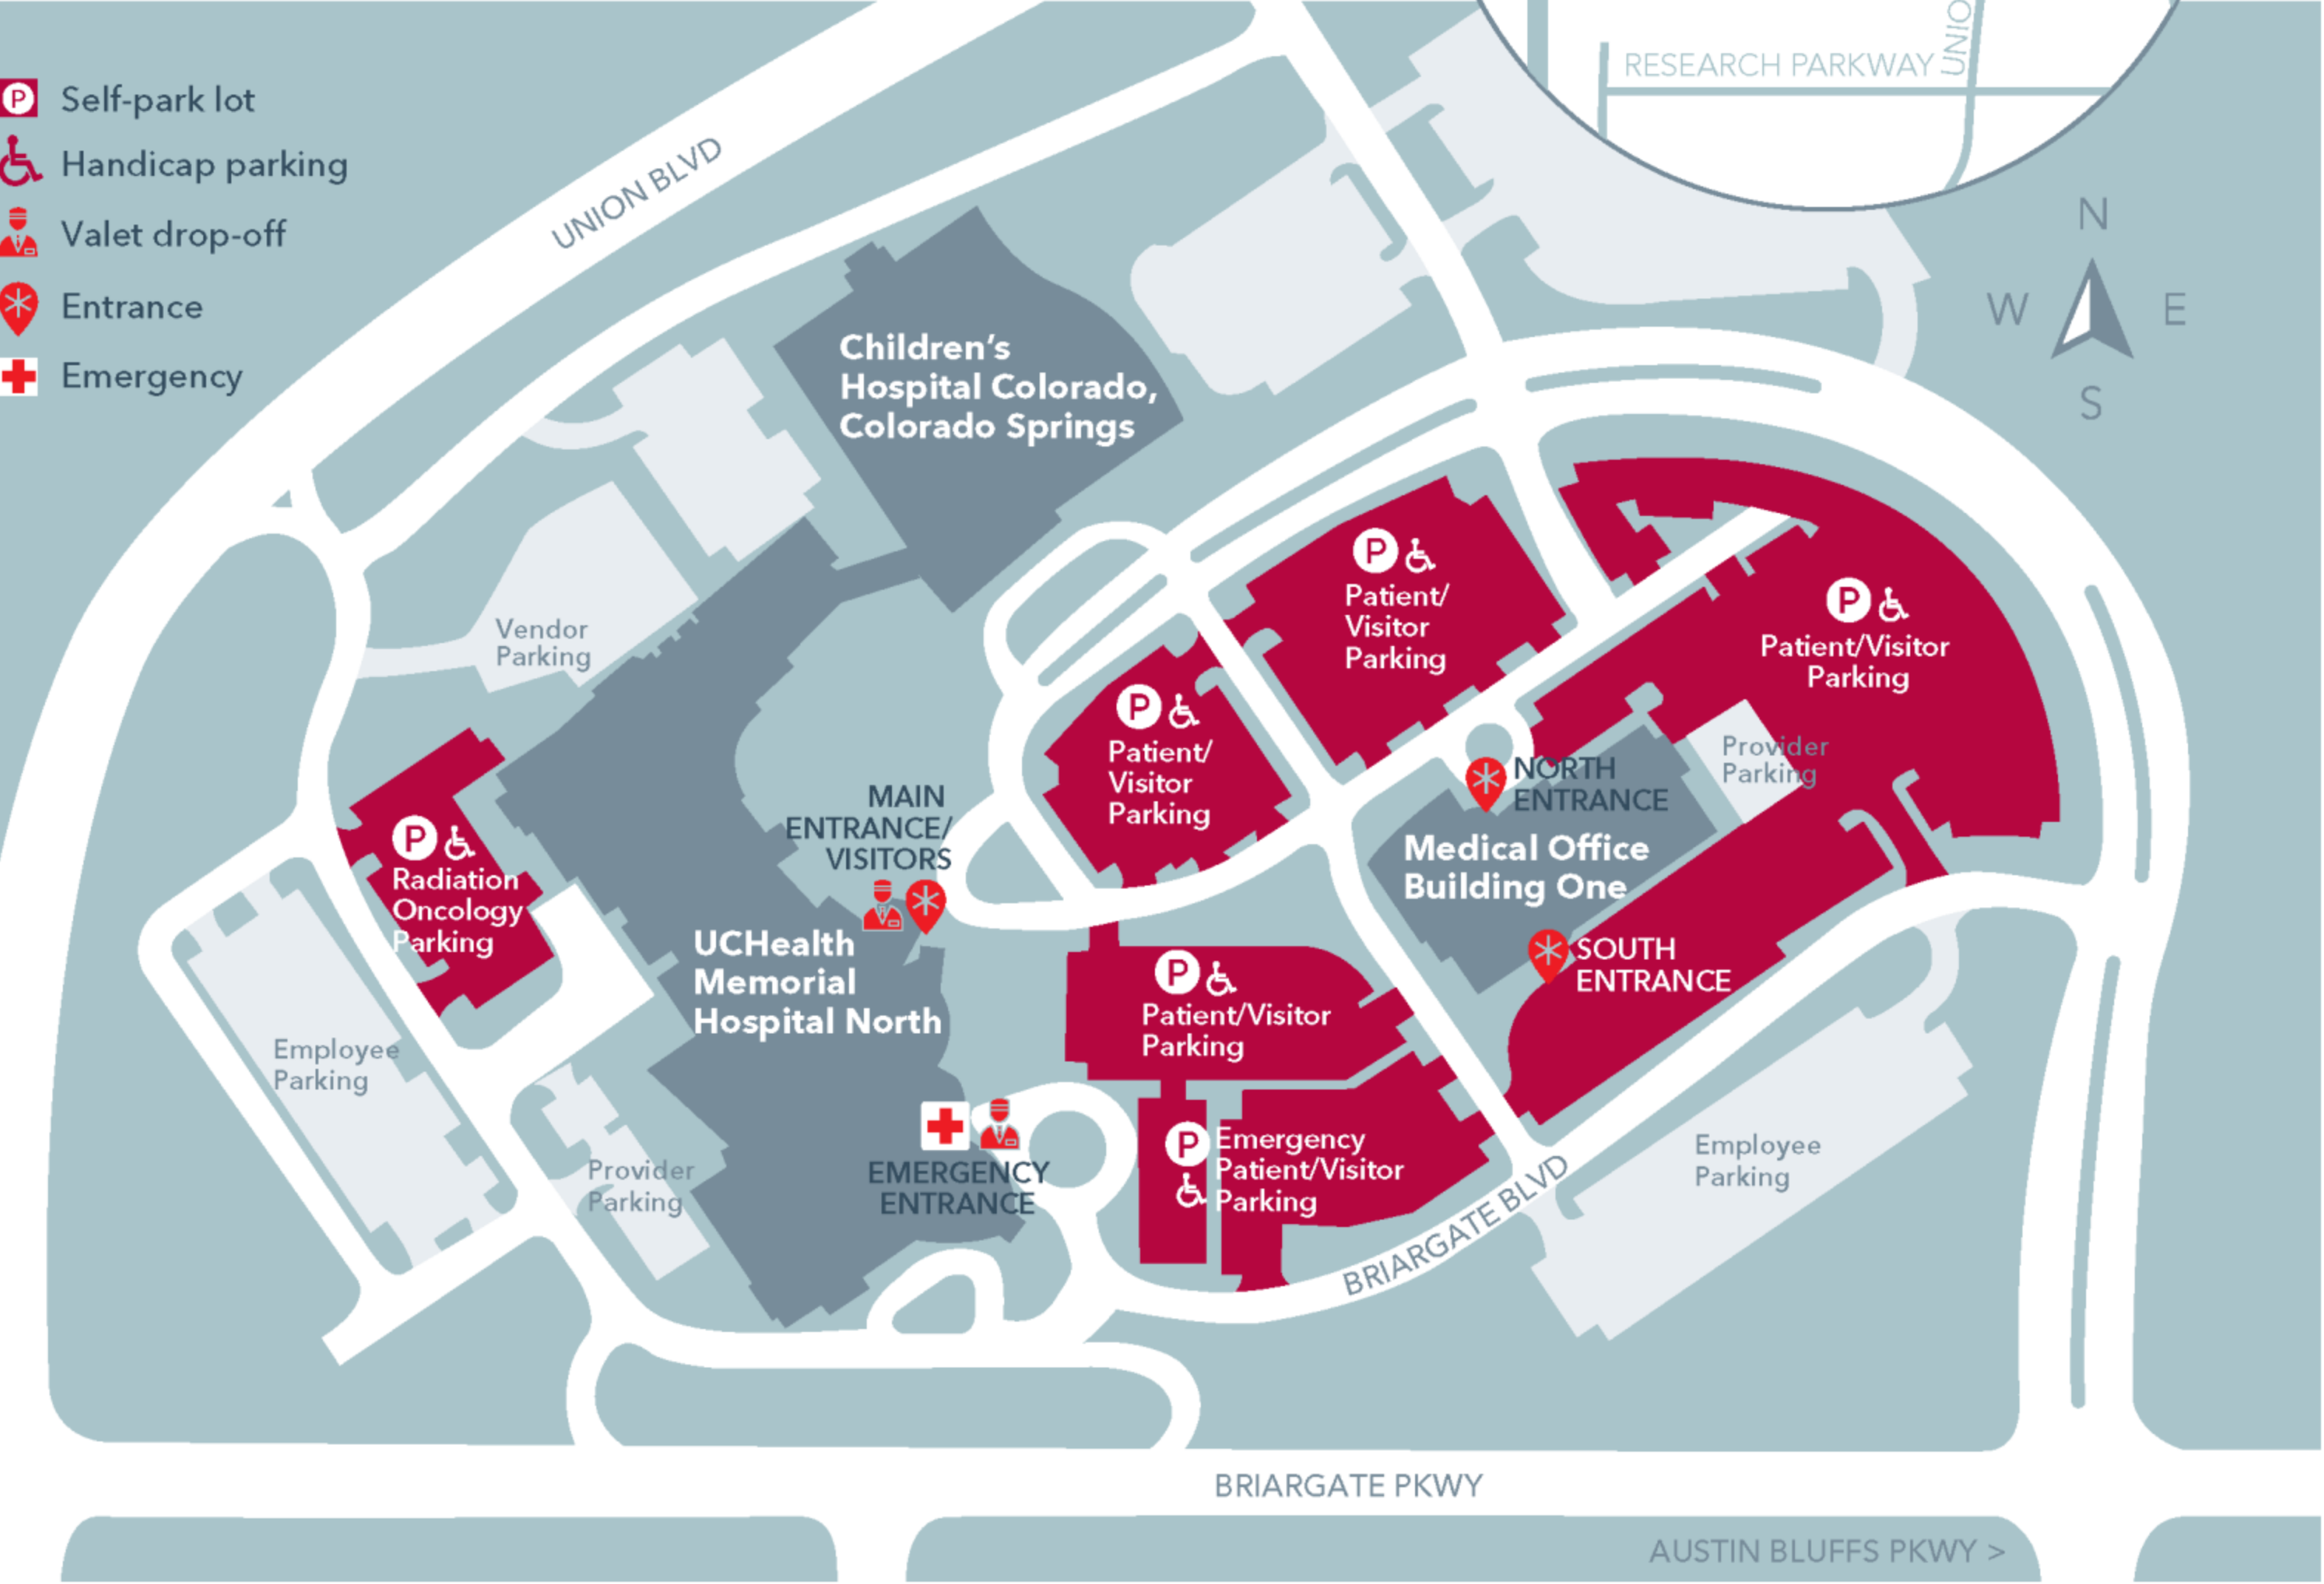 RESEARCH PARKWAY
UNIO
P Self-park lot
Handicap parking
Valet drop-off
Entrance
Emergency
UNION BLVD
N
W E
S
Children's
Hospital Colorado,
Colorado Springs
P
Patient/
Visitor
Parking
P
Patient/Visitor
Parking
Vendor
Parking
P
Patient/
Visitor
Parking
Provider
Parking
NORTH
ENTRANCE
MAIN
ENTRANCE/
VISITORS
Medical Office
Building One
P
Radiation
Oncology
Parking
UCHealth
Memorial
Hospital North
SOUTH
ENTRANCE
P
Patient/Visitor
Parking
Employee
Parking
P
Emergency
Patient/Visitor
Parking
Provider
Parking
EMERGENCY
ENTRANCE
Employee
Parking
BRIARGATE BLVD
BRIARGATE PKWY
AUSTIN BLUFFS PKWY >